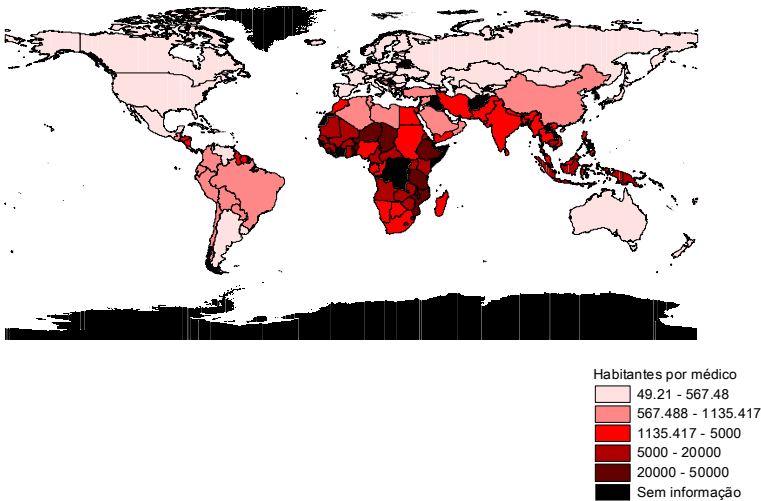 Habitantes por médico
49.21 - 567.48
567.488 - 1135.417
1135.417 - 5000
5000 - 20000
20000 - 50000
Sem informação